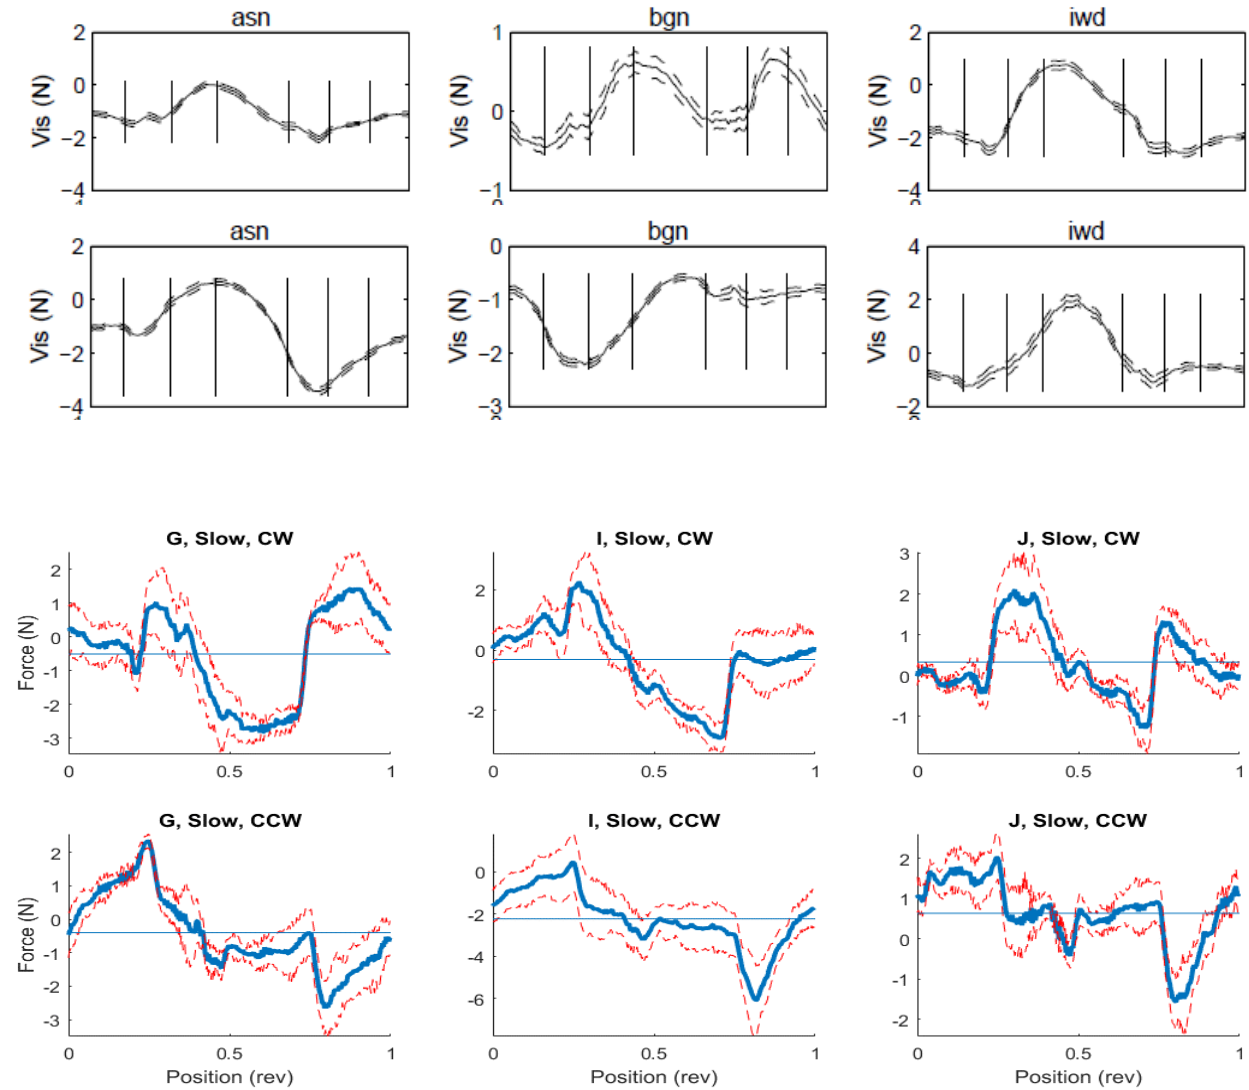 asn bgn iwd
2 1 2
Vis (N) 0 Vis (N) Vis (N) 0
−2 0 −2
−4 −1 −4
asn bgn iwd
2 0 4
Vis (N) 0 Vis (N) −1 Vis (N) 2
−2 −2 0
−4 −3 −2
G, Slow, CW I, Slow, CW J, Slow, CW
Force (N)
2 1 0 -1 -2 -3
2 0 -2
3 2 1 0 -1
0 0.5 1 0 0.5 1 0 0.5 1
G, Slow, CCW I, Slow, CCW J, Slow, CCW
Force (N)
2 1 0 -1 -2 -3
0 -2 -4 -6
2 1 0 -1 -2
0 0.5 1 0 0.5 1 0 0.5 1
Position (rev) Position (rev) Position (rev)